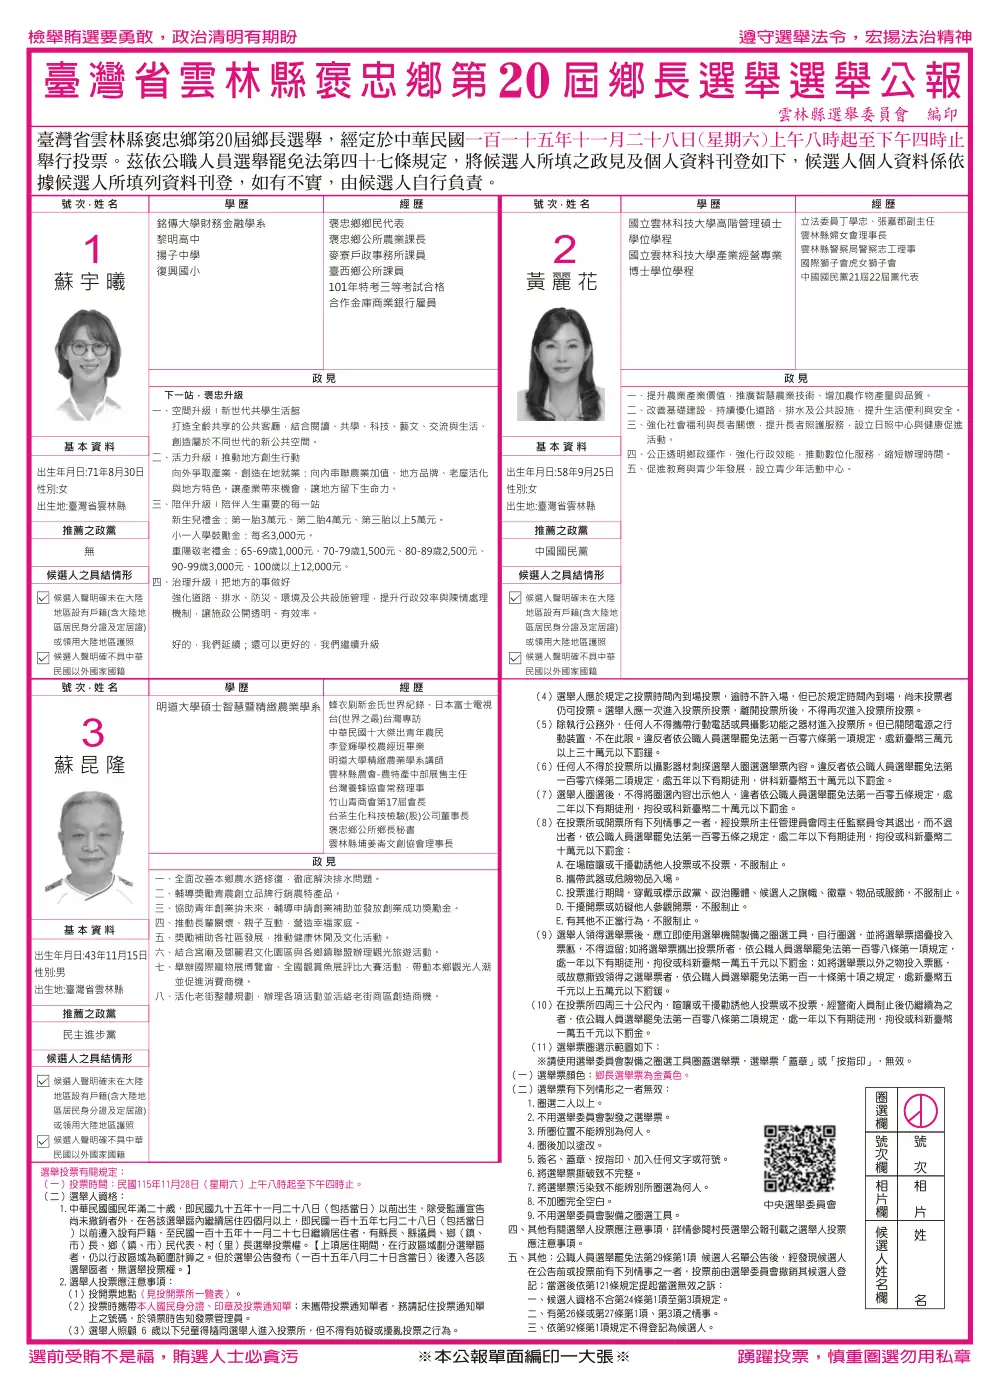 檢舉賄選要勇敢，政治清明有期盼
遵守選舉法令，宏揚法治精神
臺灣省雲林縣褒忠鄉第20屆鄉長選舉選舉公報
雲林縣選舉委員會　編印
臺灣省雲林縣褒忠鄉第20屆鄉長選舉，經定於中華民國一百一十五年十一月二十八日(星期六)上午八時起至下午四時止
舉行投票。茲依公職人員選舉罷免法第四十七條規定，將候選人所填之政見及個人資料刊登如下，候選人個人資料係依
據候選人所填列資料刊登，如有不實，由候選人自行負責。
號次．姓名
學歷
經歷
1
蘇宇曦
銘傳大學財務金融學系
黎明高中
揚子中學
復興國小
褒忠鄉鄉民代表
褒忠鄉公所農業課長
麥寮戶政事務所課員
臺西鄉公所課員
101年特考三等考試合格
合作金庫商業銀行雇員
政見
下一站，褒忠升級
一、空間升級：新世代共學生活館
打造全齡共享的公共客廳，結合閱讀、共學、科技、藝文、交流與生活、
創造屬於不同世代的新公共空間。
二、活力升級：推動地方創生行動
向外爭取產業、創造在地就業；向內串聯農業加值、地方品牌、老屋活化
與地方特色。讓產業帶來機會，讓地方留下生命力。
三、陪伴升級：陪伴人生重要的每一站
新生兒禮金：第一胎3萬元、第二胎4萬元、第三胎以上5萬元。
小一入學鼓勵金：每名3,000元。
重陽敬老禮金：65-69歲1,000元、70-79歲1,500元、80-89歲2,500元、
90-99歲3,000元、100歲以上12,000元。
四、治理升級：把地方的事做好
強化道路、排水、防災、環境及公共設施管理，提升行政效率與陳情處理
機制，讓施政公開透明、有效率。
好的，我們延續；還可以更好的，我們繼續升級
基本資料
出生年月日:71年8月30日
性別:女
出生地:臺灣省雲林縣
推薦之政黨
無
候選人之具結情形
候選人聲明確未在大陸
地區設有戶籍(含大陸地
區居民身分證及定居證)
或領用大陸地區護照
候選人聲明確不具中華
民國以外國家國籍
號次．姓名
學歷
經歷
2
黃麗花
國立雲林科技大學高階管理碩士
學位學程
國立雲林科技大學產業經營專業
博士學位學程
立法委員丁學忠、張嘉郡副主任
雲林縣婦女會理事長
雲林縣警察局警察志工理事
國際獅子會虎女獅子會
中國國民黨21屆22屆黨代表
政見
一、提升農業產業價值，推廣智慧農業技術、增加農作物產量與品質。
二、改善基礎建設，持續優化道路，排水及公共設施，提升生活便利與安全。
三、強化社會福利與長者關懷，提升長者照護服務，設立日照中心與健康促進
活動。
四、公正透明鄉政運作，強化行政效能，推動數位化服務，縮短辦理時間。
五、促進教育與青少年發展，設立青少年活動中心。
基本資料
出生年月日:58年9月25日
性別:女
出生地:臺灣省雲林縣
推薦之政黨
中國國民黨
候選人之具結情形
候選人聲明確未在大陸
地區設有戶籍(含大陸地
區居民身分證及定居證)
或領用大陸地區護照
候選人聲明確不具中華
民國以外國家國籍
號次．姓名
學歷
經歷
3
蘇昆隆
明道大學碩士智慧暨精緻農業學系
蜂衣刷新金氏世界紀錄、日本富士電視
台(世界之最)台灣專訪
中華民國十大傑出青年農民
李登輝學校農經班畢業
明道大學精緻農業學系講師
雲林縣農會-農特產中部展售主任
台灣養蜂協會常務理事
竹山青商會第17屆會長
台茶生化科技檢驗(股)公司董事長
褒忠鄉公所鄉長秘書
雲林縣埔姜崙文創協會理事長
政見
一、全面改善本鄉農水路修復，徹底解決排水問題。
二、輔導獎勵青農創立品牌行銷農特產品。
三、協助青年創業拚未來，輔導申請創業補助並發放創業成功獎勵金。
四、推動長輩關懷、親子互動，營造幸福家庭。
五、獎勵補助各社區發展，推動健康休閒及文化活動。
六、結合宮廟及鄧麗君文化園區與各鄉鎮聯盟辦理觀光旅遊活動。
七、舉辦國際寵物展博覽會、全國觀賞魚展評比大賽活動，帶動本鄉觀光人潮
並促進消費商機。
八、活化老街整體規劃，辦理各項活動並活絡老街商區創造商機。
基本資料
出生年月日:43年11月15日
性別:男
出生地:臺灣省雲林縣
推薦之政黨
民主進步黨
候選人之具結情形
候選人聲明確未在大陸
地區設有戶籍(含大陸地
區居民身分證及定居證)
或領用大陸地區護照
候選人聲明確不具中華
民國以外國家國籍
選舉投票有關規定：
(一)投票時間：民國115年11月28日（星期六）上午八時起至下午四時止。
(二)選舉人資格：
1.中華民國國民年滿二十歲，即民國九十五年十一月二十八日（包括當日）以前出生，除受監護宣告
尚未撤銷者外，在各該選舉區內繼續居住四個月以上，即民國一百十五年七月二十八日（包括當日
）以前遷入設有戶籍，至民國一百十五年十一月二十七日繼續居住者，有縣長、縣議員、鄉（鎮、
市）長、鄉（鎮、市）民代表、村（里）長選舉投票權。【上項居住期間，在行政區域劃分選舉區
者，仍以行政區域為範圍計算之。但於選舉公告發布（一百十五年八月二十日含當日）後遷入各該
選舉區者，無選舉投票權。】
2.選舉人投票應注意事項：
(1)投開票地點（見投開票所一覽表）。
(2)投票時攜帶本人國民身分證、印章及投票通知單；未攜帶投票通知單者，務請記住投票通知單
上之號碼，於領票時告知發票管理員。
(3)選舉人照顧 6 歲以下兒童得隨同選舉人進入投票所，但不得有妨礙或擾亂投票之行為。
(4)選舉人應於規定之投票時間內到場投票，逾時不許入場，但已於規定時間內到場，尚未投票者
仍可投票。選舉人應一次進入投票所投票，離開投票所後，不得再次進入投票所投票。
(5)除執行公務外，任何人不得攜帶行動電話或具攝影功能之器材進入投票所。但已關閉電源之行
動裝置，不在此限。違反者依公職人員選舉罷免法第一百零六條第一項規定，處新臺幣三萬元
以上三十萬元以下罰鍰。
(6)任何人不得於投票所以攝影器材刺探選舉人圈選選舉票內容。違反者依公職人員選舉罷免法第
一百零六條第二項規定，處五年以下有期徒刑，併科新臺幣五十萬元以下罰金。
(7)選舉人圈選後，不得將圈選內容出示他人，違者依公職人員選舉罷免法第一百零五條規定，處
二年以下有期徒刑，拘役或科新臺幣二十萬元以下罰金。
(8)在投票所或開票所有下列情事之一者，經投票所主任管理員會同主任監察員令其退出，而不退
出者，依公職人員選舉罷免法第一百零五條之規定，處二年以下有期徒刑，拘役或科新臺幣二
十萬元以下罰金：
A.在場喧嚷或干擾勸誘他人投票或不投票，不服制止。
B.攜帶武器或危險物品入場。
C.投票進行期間，穿戴或標示政黨、政治團體、候選人之旗幟、徽章、物品或服飾，不服制止。
D.干擾開票或妨礙他人參觀開票，不服制止。
E.有其他不正當行為，不服制止。
(9)選舉人領得選舉票後，應立即使用選舉機關製備之圈選工具，自行圈選，並將選舉票摺疊投入
票匭，不得逗留；如將選舉票攜出投票所者，依公職人員選舉罷免法第一百零八條第一項規定，
處一年以下有期徒刑，拘役或科新臺幣一萬五千元以下罰金；如將選舉票以外之物投入票匭，
或故意撕毀領得之選舉票者，依公職人員選舉罷免法第一百一十條第十項之規定，處新臺幣五
千元以上五萬元以下罰鍰。
(10)在投票所四周三十公尺內，喧嚷或干擾勸誘他人投票或不投票，經警衛人員制止後仍繼續為之
者，依公職人員選舉罷免法第一百零八條第二項規定，處一年以下有期徒刑，拘役或科新臺幣
一萬五千元以下罰金。
(11)選舉票圈選示範圖如下：
※請使用選舉委員會製備之圈選工具圈蓋選舉票，選舉票「蓋章」或「按指印」，無效。
(一)選舉票顏色：鄉長選舉票為金黃色。
(二)選舉票有下列情形之一者無效：
1.圈選二人以上。
2.不用選舉委員會製發之選舉票。
3.所圈位置不能辨別為何人。
4.圈後加以塗改。
5.簽名、蓋章、按指印、加入任何文字或符號。
6.將選舉票撕破致不完整。
7.將選舉票污染致不能辨別所圈選為何人。
8.不加圈完全空白。
9.不用選舉委員會製備之圈選工具。
中央選舉委員會
圈選欄
號次欄
號次
相片欄
相片
候選人姓名欄
姓名
四、其他有關選舉人投票應注意事項，詳情參閱村長選舉公報刊載之選舉人投票
應注意事項。
五、其他：公職人員選舉罷免法第29條第1項 候選人名單公告後，經發現候選人
在公告前或投票前有下列情事之一者，投票前由選舉委員會撤銷其候選人登
記；當選後依第121條規定提起當選無效之訴：
一、候選人資格不合第24條第1項至第3項規定。
二、有第26條或第27條第1項、第3項之情事。
三、依第92條第1項規定不得登記為候選人。
選前受賄不是福，賄選人士必貪污
※本公報單面編印一大張※
踴躍投票，慎重圈選勿用私章